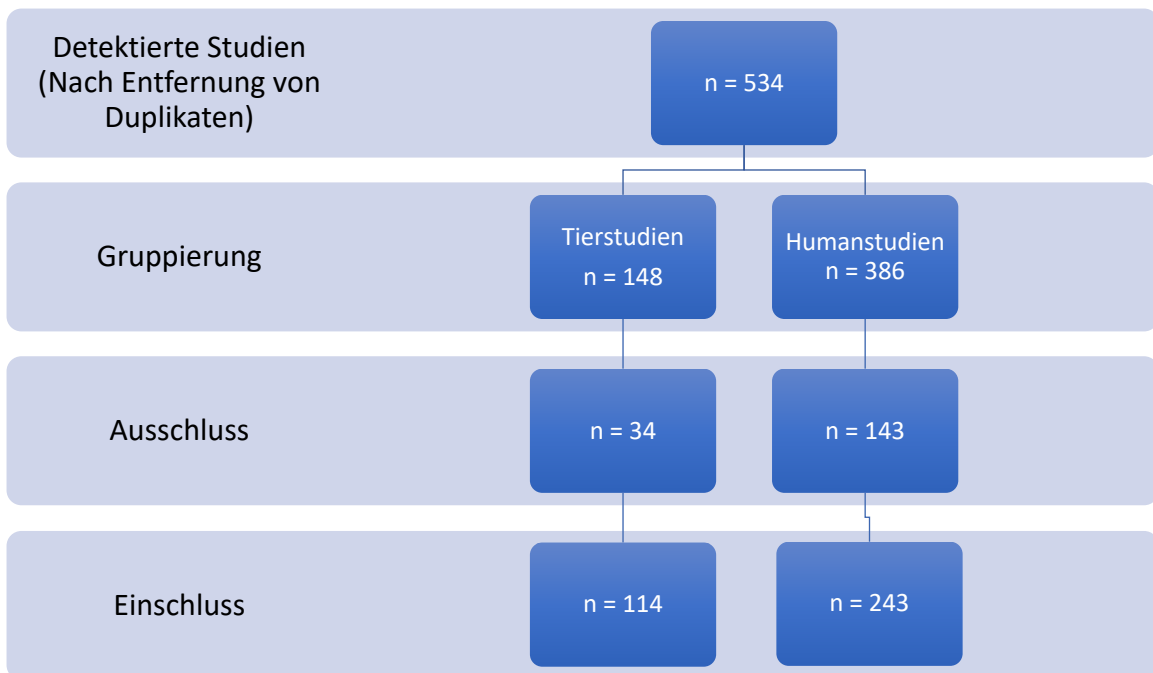 Detektierte Studien
(Nach Entfernung von
Duplikaten)
n = 534
Gruppierung
Tierstudien
n = 148
Humanstudien
n = 386
Ausschluss
n = 34
n = 143
Einschluss
n = 114
n = 243